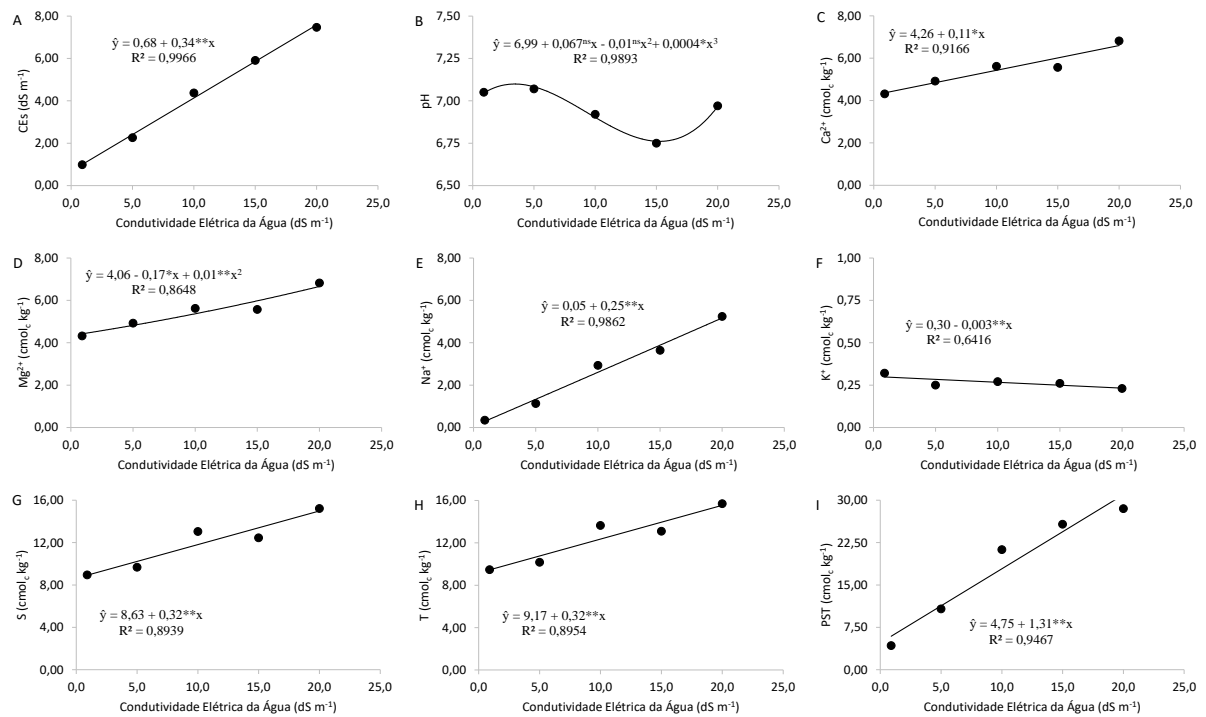 A
8,00
6,00
4,00
2,00
0,00
CEs (dS m⁻¹)
ŷ = 0,68 + 0,34**x
R² = 0,9966
0,0 5,0 10,0 15,0 20,0 25,0
Condutividade Elétrica da Água (dS m⁻¹)
B
7,50
7,25
7,00
6,75
6,50
pH
ŷ = 6,99 + 0,067ⁿˢx - 0,01ⁿˢx²+ 0,0004*x³
R² = 0,9893
0,0 5,0 10,0 15,0 20,0 25,0
Condutividade Elétrica da Água (dS m⁻¹)
C
8,00
6,00
4,00
2,00
0,00
Ca²⁺ (cmol꜀ kg⁻¹)
ŷ = 4,26 + 0,11*x
R² = 0,9166
0,0 5,0 10,0 15,0 20,0 25,0
Condutividade Elétrica da Água (dS m⁻¹)
D
8,00
6,00
4,00
2,00
0,00
Mg²⁺ (cmol꜀ kg⁻¹)
ŷ = 4,06 - 0,17*x + 0,01**x²
R² = 0,8648
0,0 5,0 10,0 15,0 20,0 25,0
Condutividade Elétrica da Água (dS m⁻¹)
E
8,00
6,00
4,00
2,00
0,00
Na⁺ (cmol꜀ kg⁻¹)
ŷ = 0,05 + 0,25**x
R² = 0,9862
0,0 5,0 10,0 15,0 20,0 25,0
Condutividade Elétrica da Água (dS m⁻¹)
F
1,00
0,75
0,50
0,25
0,00
K⁺ (cmol꜀ kg⁻¹)
ŷ = 0,30 - 0,003**x
R² = 0,6416
0,0 5,0 10,0 15,0 20,0 25,0
Condutividade Elétrica da Água (dS m⁻¹)
G
16,00
12,00
8,00
4,00
0,00
S (cmol꜀ kg⁻¹)
ŷ = 8,63 + 0,32**x
R² = 0,8939
0,0 5,0 10,0 15,0 20,0 25,0
Condutividade Elétrica da Água (dS m⁻¹)
H
16,00
12,00
8,00
4,00
0,00
T (cmol꜀ kg⁻¹)
ŷ = 9,17 + 0,32**x
R² = 0,8954
0,0 5,0 10,0 15,0 20,0 25,0
Condutividade Elétrica da Água (dS m⁻¹)
I
30,00
22,50
15,00
7,50
0,00
PST (cmol꜀ kg⁻¹)
ŷ = 4,75 + 1,31**x
R² = 0,9467
0,0 5,0 10,0 15,0 20,0 25,0
Condutividade Elétrica da Água (dS m⁻¹)